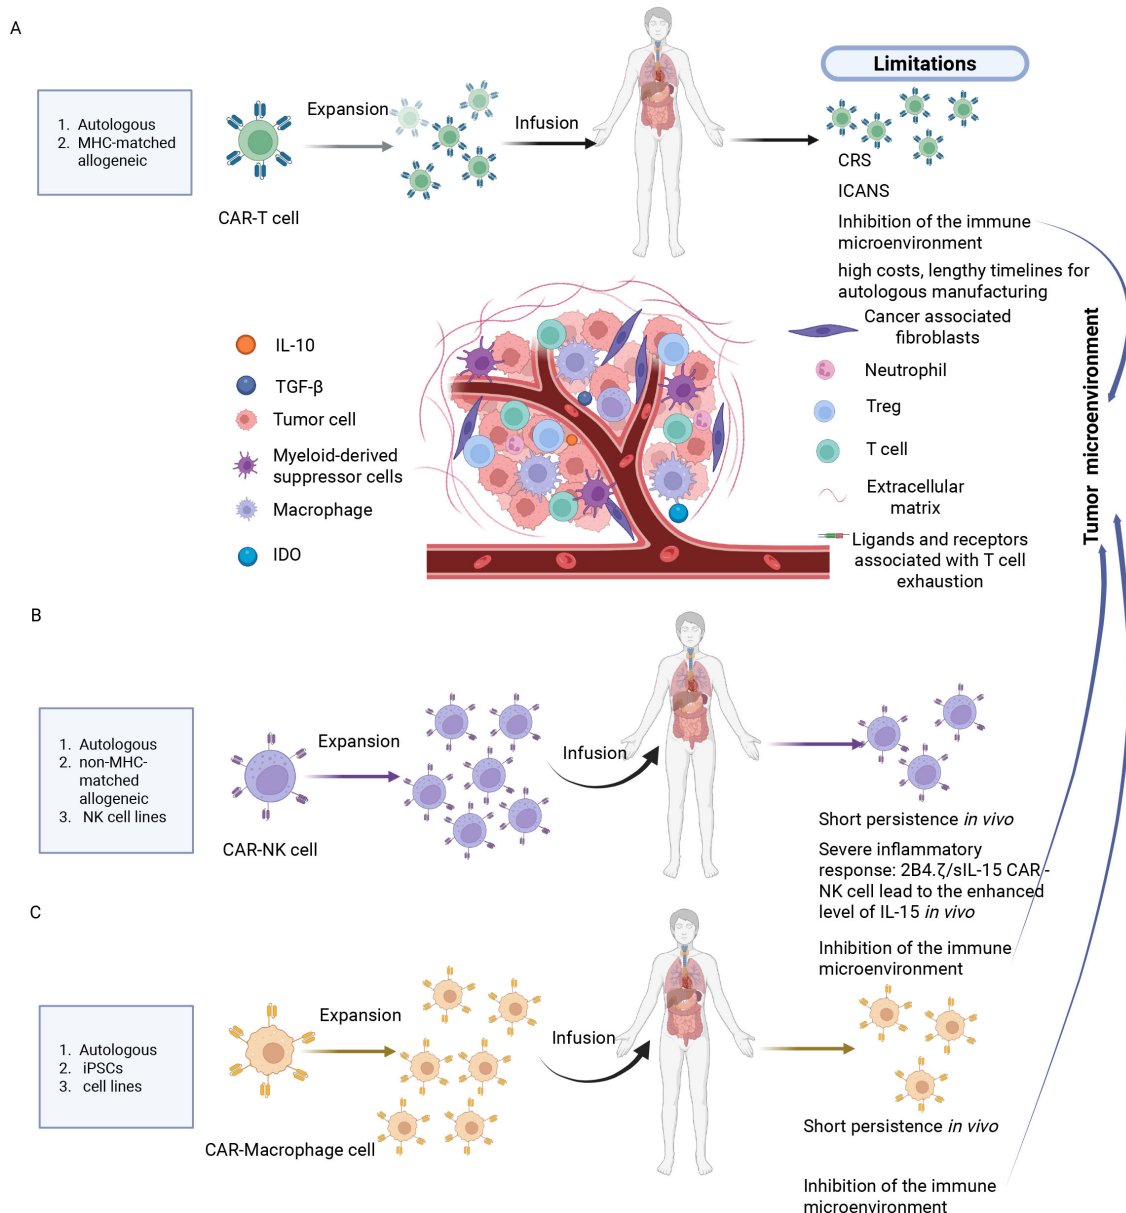 A
Limitations
1. Autologous
2. MHC-matched
allogeneic
Expansion
Infusion
CAR-T cell
CRS
ICANS
Inhibition of the immune
microenvironment
high costs, lengthy timelines for
autologous manufacturing
IL-10
TGF-β
Tumor cell
Myeloid-derived
suppressor cells
Macrophage
IDO
Cancer associated
fibroblasts
Neutrophil
Treg
T cell
Extracellular
matrix
Ligands and receptors
associated with T cell
exhaustion
Tumor microenvironment
B
1. Autologous
2. non-MHC-
matched
allogeneic
3. NK cell lines
Expansion
Infusion
CAR-NK cell
Short persistence in vivo
Severe inflammatory
response: 2B4.ζ/sIL-15 CAR-
NK cell lead to the enhanced
level of IL-15 in vivo
Inhibition of the immune
microenvironment
C
1. Autologous
2. iPSCs
3. cell lines
Expansion
Infusion
CAR-Macrophage cell
Short persistence in vivo
Inhibition of the immune
microenvironment